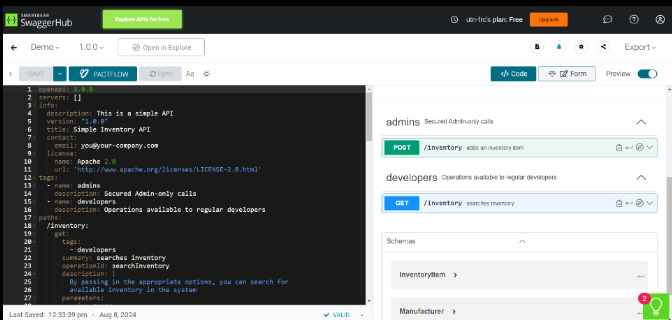 SMARTBEAR
SwaggerHub
Explore APIs for free
utn-frc's plan: Free
Upgrade
Demo
1.0.0
Open in Explore
Export
SAVE
PACTFLOW
Sync
Aa
</> Code
Form
Preview
1 openapi: 3.0.0
2 servers: []
3 info:
4 description: This is a simple API
5 version: "1.0.0"
6 title: Simple Inventory API
7 contact:
8 email: you@your-company.com
9 license:
10 name: Apache 2.0
11 url: 'http://www.apache.org/licenses/LICENSE-2.0.html'
12 tags:
13 - name: admins
14 description: Secured Admin-only calls
15 - name: developers
16 description: Operations available to regular developers
17 paths:
18 /inventory:
19 get:
20 tags:
21 - developers
22 summary: searches inventory
23 operationId: searchInventory
24 description: |
25 By passing in the appropriate options, you can search for
26 available inventory in the system
27 parameters:
Last Saved: 12:33:39 pm - Aug 8, 2024
VALID
admins Secured Admin-only calls
POST /inventory adds an inventory item
developers Operations available to regular developers
GET /inventory searches inventory
Schemas
InventoryItem
Manufacturer
2